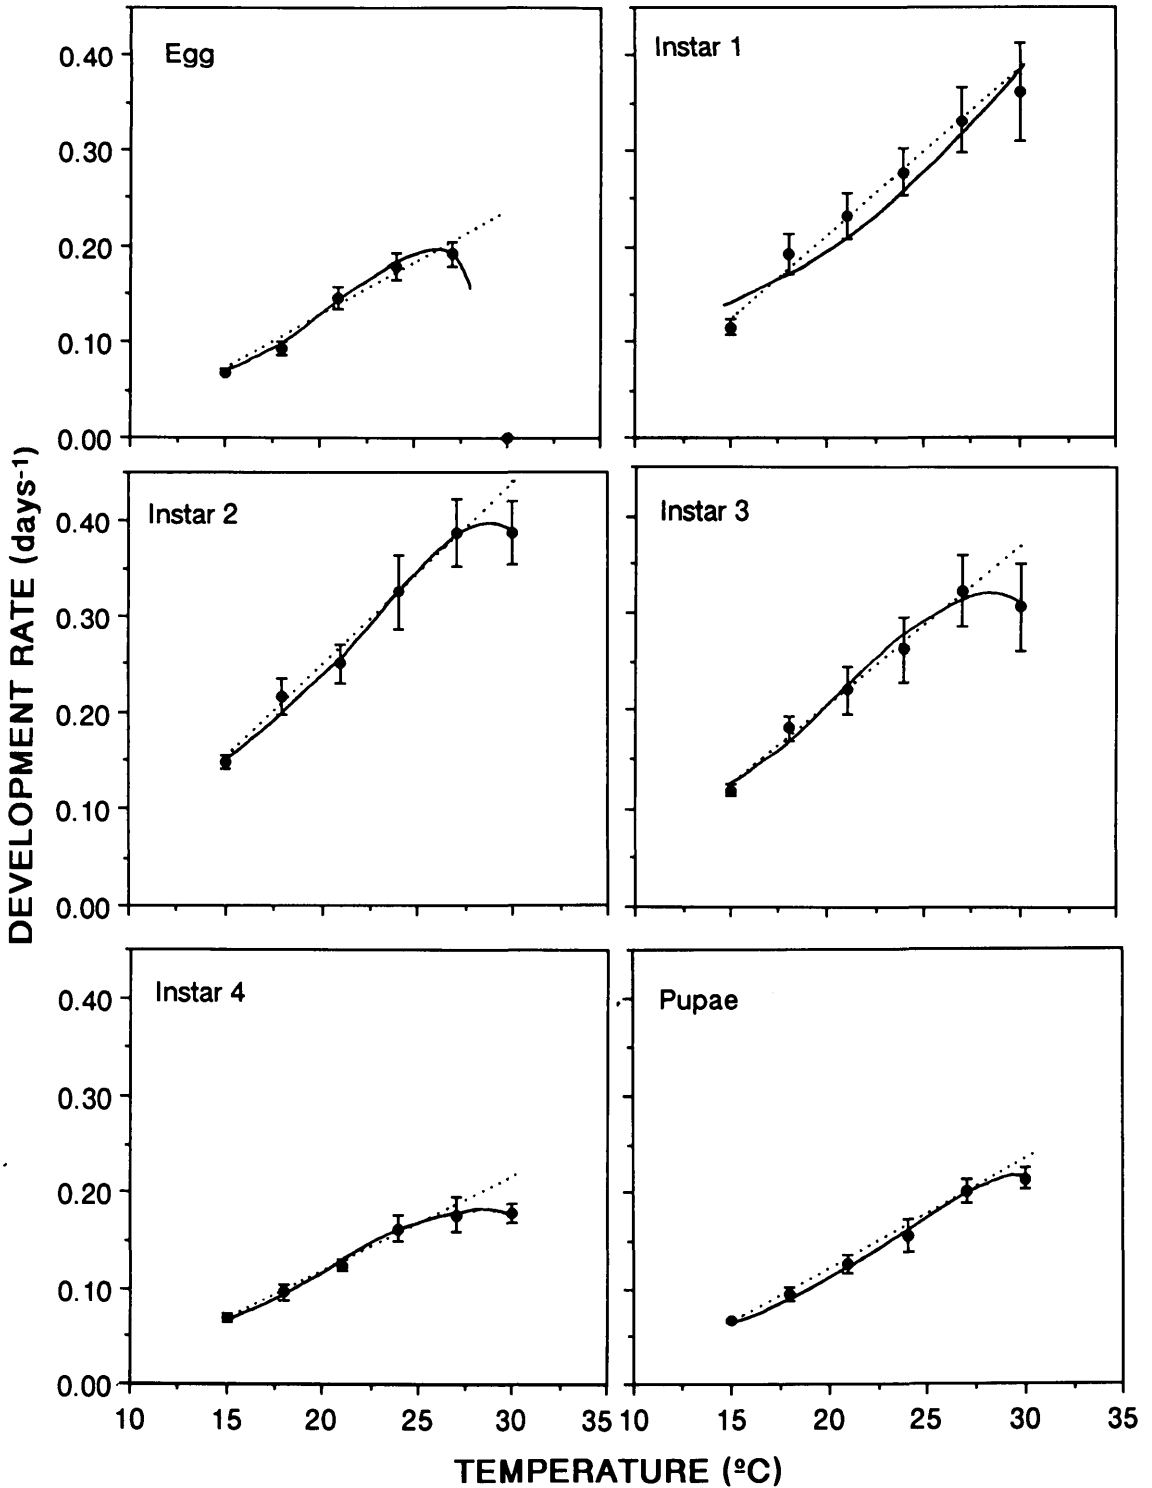 Egg
Instar 1
0.40
0.30
0.20
0.10
0.00
Instar 2
Instar 3
0.40
0.30
0.20
0.10
0.00
Instar 4
Pupae
0.40
0.30
0.20
0.10
0.00
10 15 20 25 30 35 10 15 20 25 30 35
DEVELOPMENT RATE (days⁻¹)
TEMPERATURE (ºC)